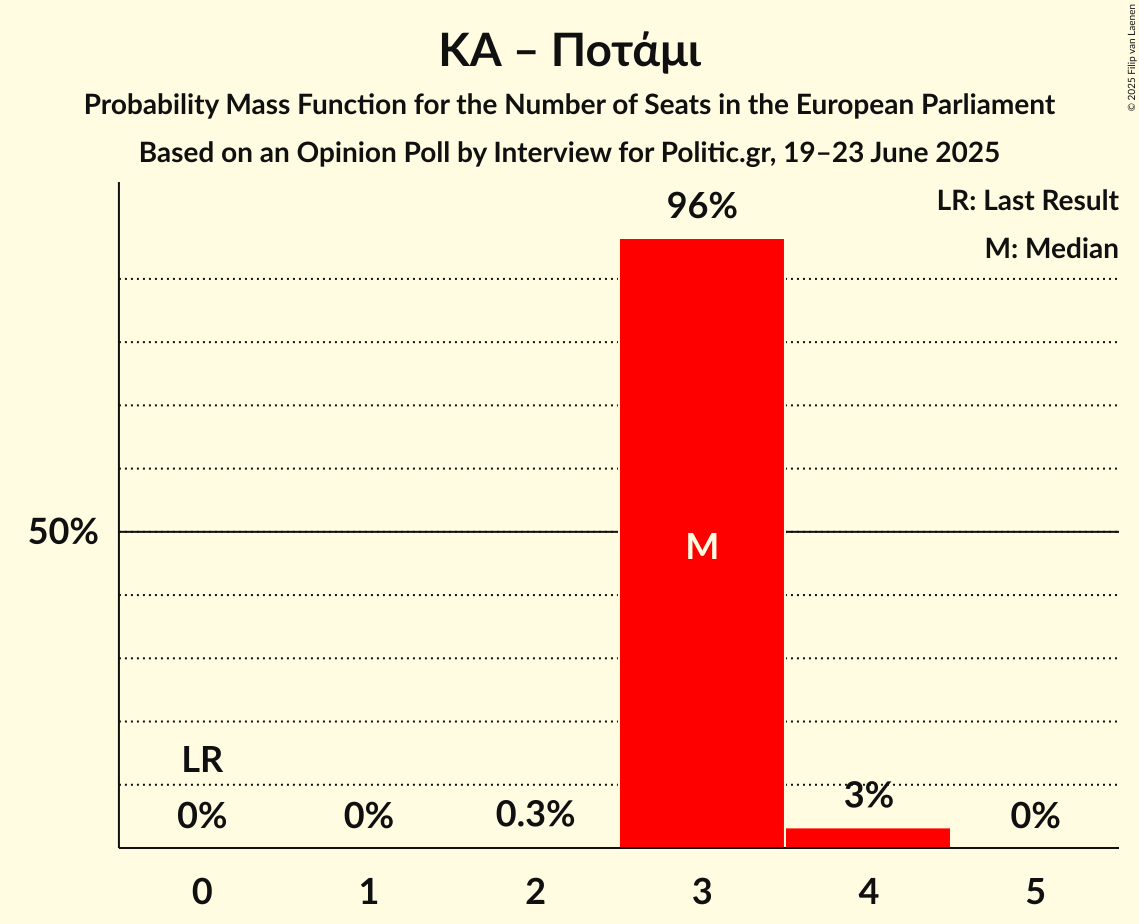 ΚΑ – Ποτάμι
Probability Mass Function for the Number of Seats in the European Parliament
Based on an Opinion Poll by Interview for Politic.gr, 19–23 June 2025
© 2025 Filip van Laenen
LR: Last Result
M: Median
96%
50%
M
LR
0%
0%
0.3%
3%
0%
0
1
2
3
4
5